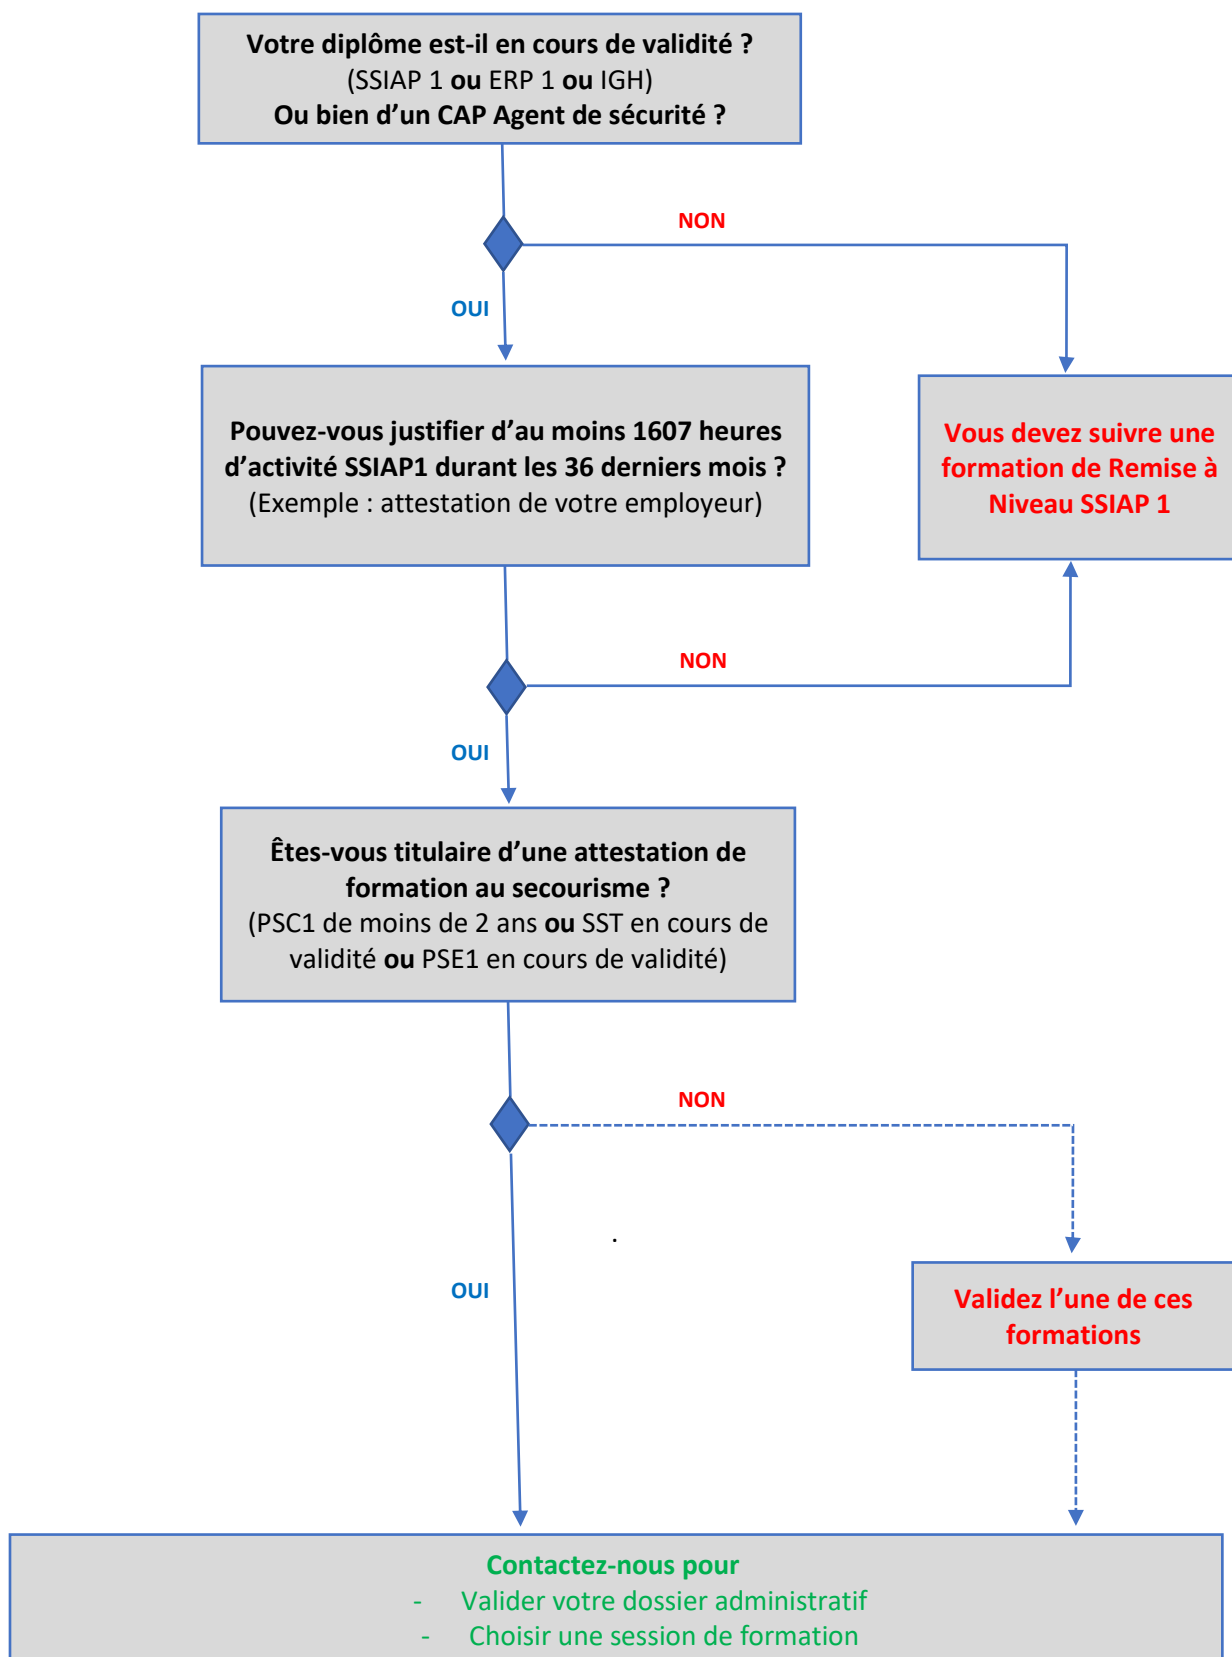 Votre diplôme est-il en cours de validité ?
(SSIAP 1 ou ERP 1 ou IGH)
Ou bien d’un CAP Agent de sécurité ?
NON
OUI
Pouvez-vous justifier d’au moins 1607 heures
d’activité SSIAP1 durant les 36 derniers mois ?
(Exemple : attestation de votre employeur)
Vous devez suivre une
formation de Remise à
Niveau SSIAP 1
NON
OUI
Êtes-vous titulaire d’une attestation de
formation au secourisme ?
(PSC1 de moins de 2 ans ou SST en cours de
validité ou PSE1 en cours de validité)
NON
.
OUI
Validez l’une de ces
formations
Contactez-nous pour
- Valider votre dossier administratif
- Choisir une session de formation